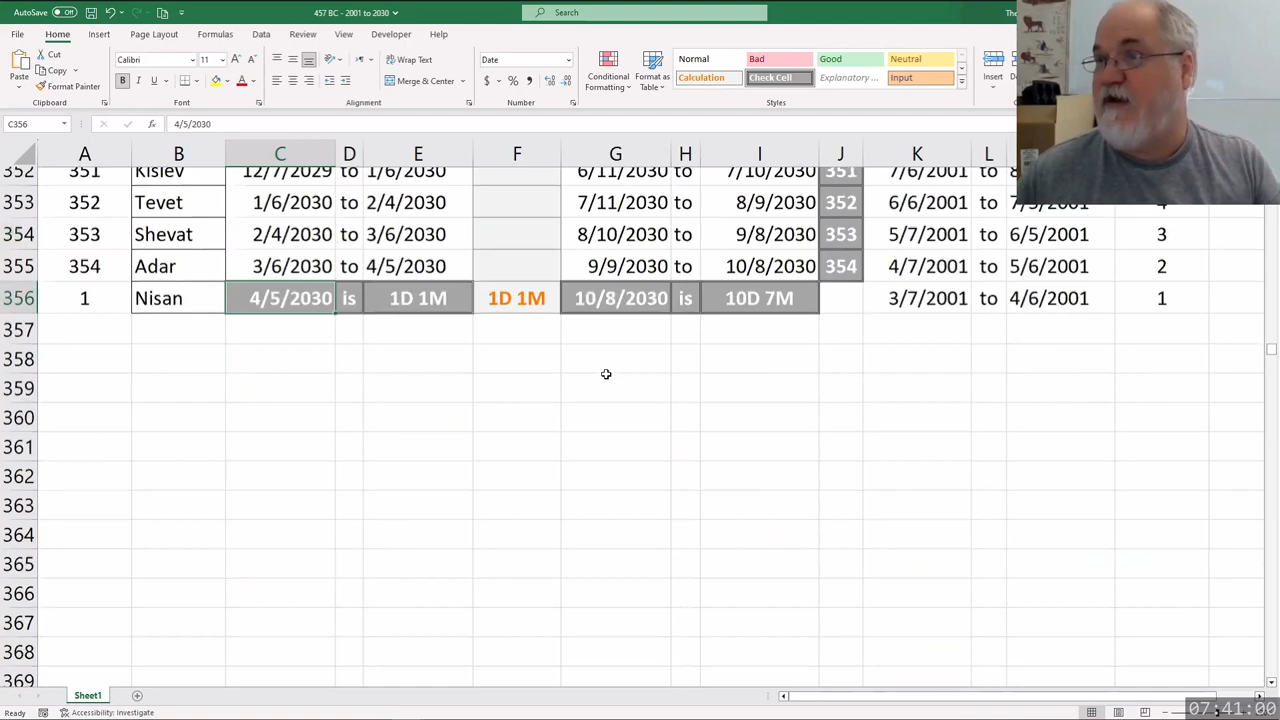 AutoSave Off 457 BC - 2001 to 2030 Search The
File Home Insert Draw Page Layout Formulas Data Review View Developer Help
Cut
Copy
Format Painter
Paste
Clipboard
Calibri 11
B I U
Font
Wrap Text
Merge & Center
Alignment
Date
$ % ,
Number
Conditional Formatting
Format as Table
Normal Bad Good Neutral
Calculation Check Cell Explanatory ... Input
Styles
Insert
C356 fx 4/5/2030
A B C D E F G H I J K L
352 351 Kislev 12/7/2029 to 1/6/2030 6/11/2030 to 7/10/2030 351 7/6/2001 to
353 352 Tevet 1/6/2030 to 2/4/2030 7/11/2030 to 8/9/2030 352 6/6/2001 to
354 353 Shevat 2/4/2030 to 3/6/2030 8/10/2030 to 9/8/2030 353 5/7/2001 to 6/5/2001 3
355 354 Adar 3/6/2030 to 4/5/2030 9/9/2030 to 10/8/2030 354 4/7/2001 to 5/6/2001 2
356 1 Nisan 4/5/2030 is 1D 1M 1D 1M 10/8/2030 is 10D 7M 3/7/2001 to 4/6/2001 1
357
358
359
360
361
362
363
364
365
366
367
368
369
Sheet1
Ready Accessibility: Investigate
07:41:00